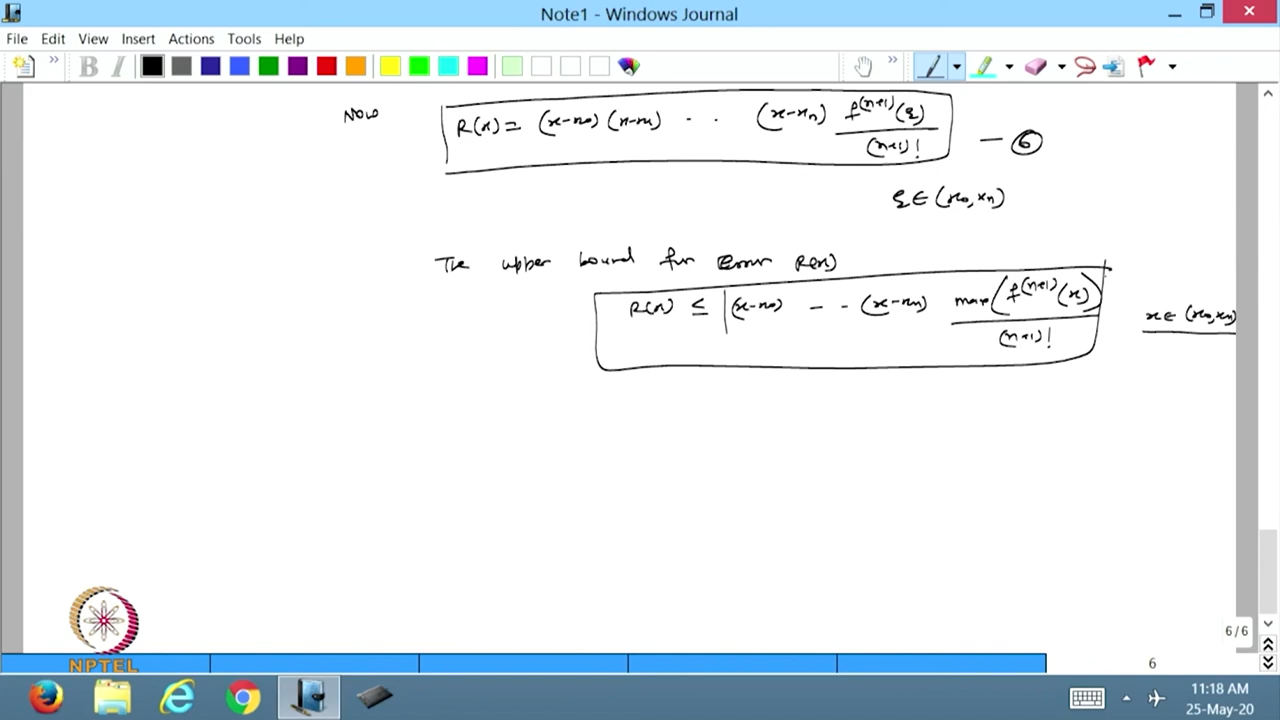 Note1 - Windows Journal
File Edit View Insert Actions Tools Help
Now R(x) = (x-x0) (x-x1) - - (x-xn) f^(n+1)(ξ) / (n+1)! — ⑥
ξ ∈ (x0, xn)
The upper bound for Error R(x)
R(x) ≤ |(x-x0) - - (x-xn) max(f^(n+1)(x)) / (n+1)! x ∈ (x0, xn)
6/6
NPTEL
6
11:18 AM
25-May-20